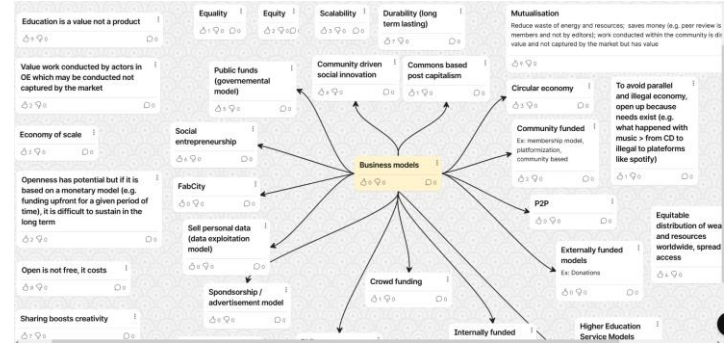 Education is a value not a product
Value work conducted by actors in
OE which may be conducted not
captured by the market
Economy of scale
Openness has potential but if it is
based on a monetary model (e.g.
funding upfront for a given period of
time), it is difficult to sustain in the
long term
Open is not free, it costs
Sharing boosts creativity
Equality
Equity
Scalability
Durability (long
term lasting)
Mutualisation
Reduce waste of energy and resources; saves money (e.g. peer review is
members and not by editors); work conducted within the community is
value and not captured by the market but has value
Public funds
(governemental
model)
Community driven
social innovation
Commons based
post capitalism
Circular economy
To avoid parallel
and illegal economy,
open up because
needs exist (e.g.
what happened with
music > from CD to
illegal to plateforms
like spotify)
Social
entrepreneurship
Community funded
Ex: membership model,
platformization,
community based
Business models
FabCity
P2P
Sell personal data
(data exploitation
model)
Equitable
distribution of
and resources
worldwide, spread
access
Externally funded
models
Ex: Donations
Spondsorship /
advertisement model
Crowd funding
Internally funded
Higher Education
Service Models